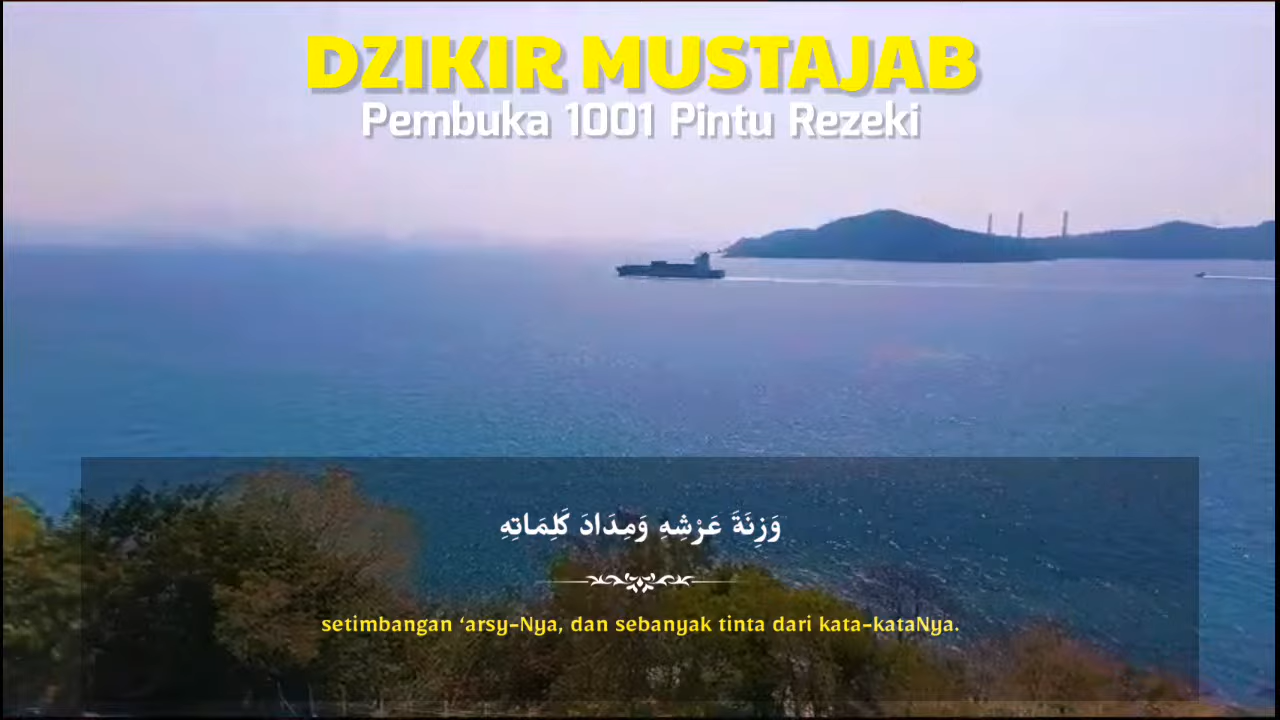 DZIKIR MUSTAJAB
Pembuka 1001 Pintu Rezeki
وَزِنَةَ عَرْشِهِ وَمِدَادَ كَلِمَاتِهِ
setimbangan ‘arsy-Nya, dan sebanyak tinta dari kata-kataNya.